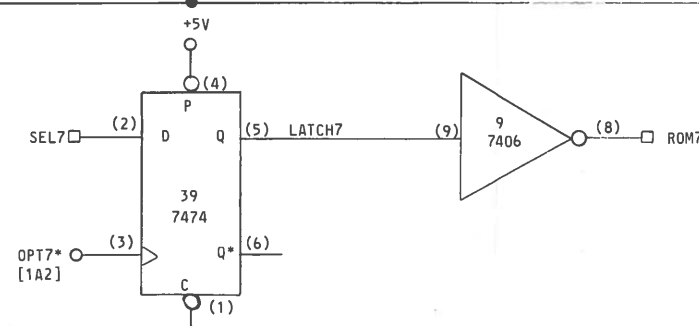 +5V
(4)
P
SEL7 (2) D Q (5) LATCH7 (9) 9 (8) ROM7
7406
39
7474
OPT7* (3) Q* (6)
[1A2]
C
(1)